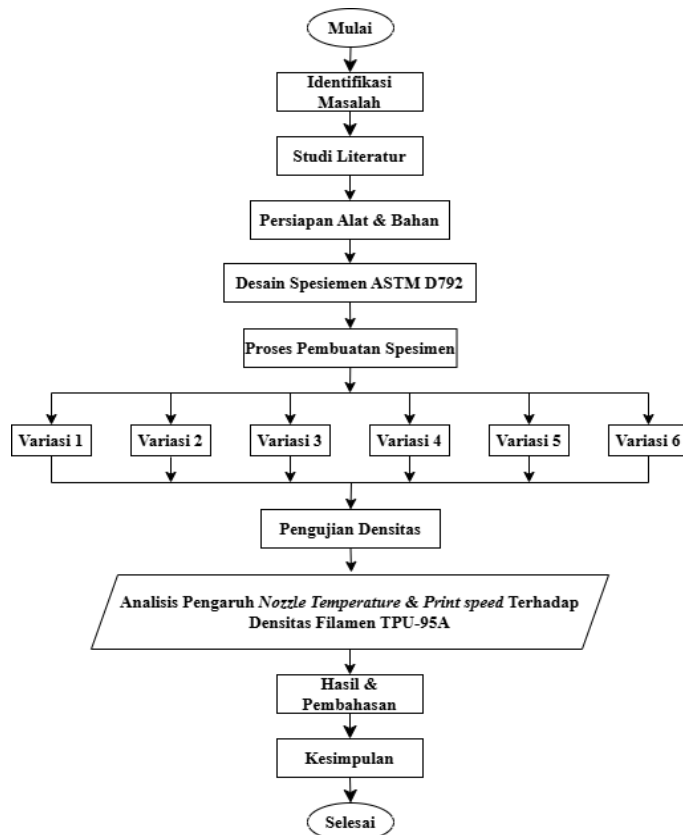 Mulai
Identifikasi
Masalah
Studi Literatur
Persiapan Alat & Bahan
Desain Spesiemen ASTM D792
Proses Pembuatan Spesimen
Variasi 1
Variasi 2
Variasi 3
Variasi 4
Variasi 5
Variasi 6
Pengujian Densitas
Analisis Pengaruh Nozzle Temperature & Print speed Terhadap
Densitas Filamen TPU-95A
Hasil &
Pembahasan
Kesimpulan
Selesai